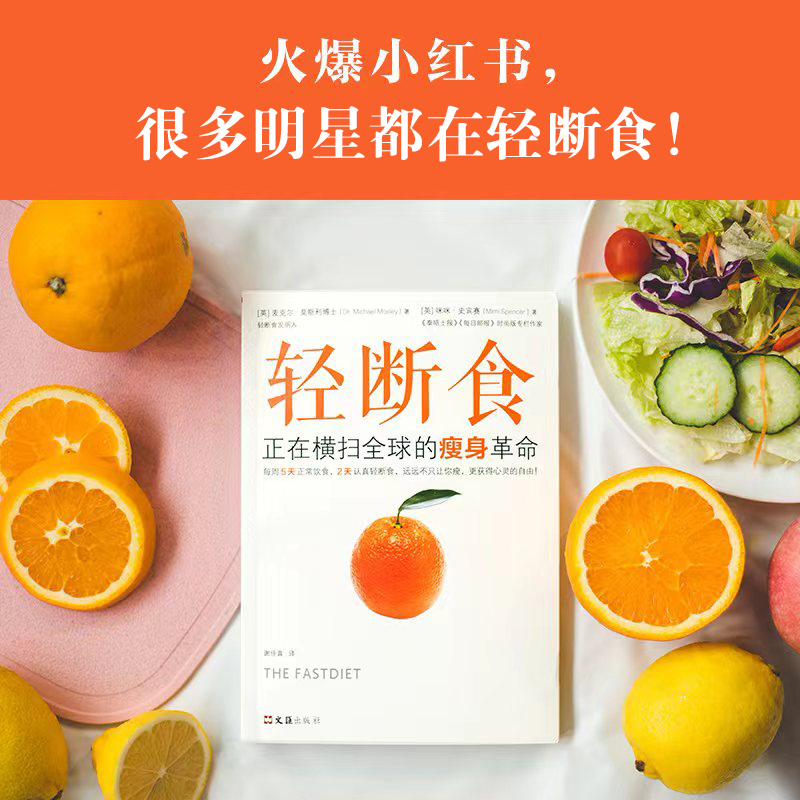 火爆小红书，
很多明星都在轻断食！
[英] 麦克尔·莫斯利博士 (Dr. Michael Mosley) 著
轻断食发明人
[英] 咪咪·史宾赛 (Mimi Spencer) 著
《泰晤士报》《每日邮报》时尚版专栏作家
轻断食
正在横扫全球的瘦身革命
每周5天正常饮食，2天认真轻断食，远远不只让你瘦，更获得心灵的自由！
谢佳真 译
THE FASTDIET
文匯出版社